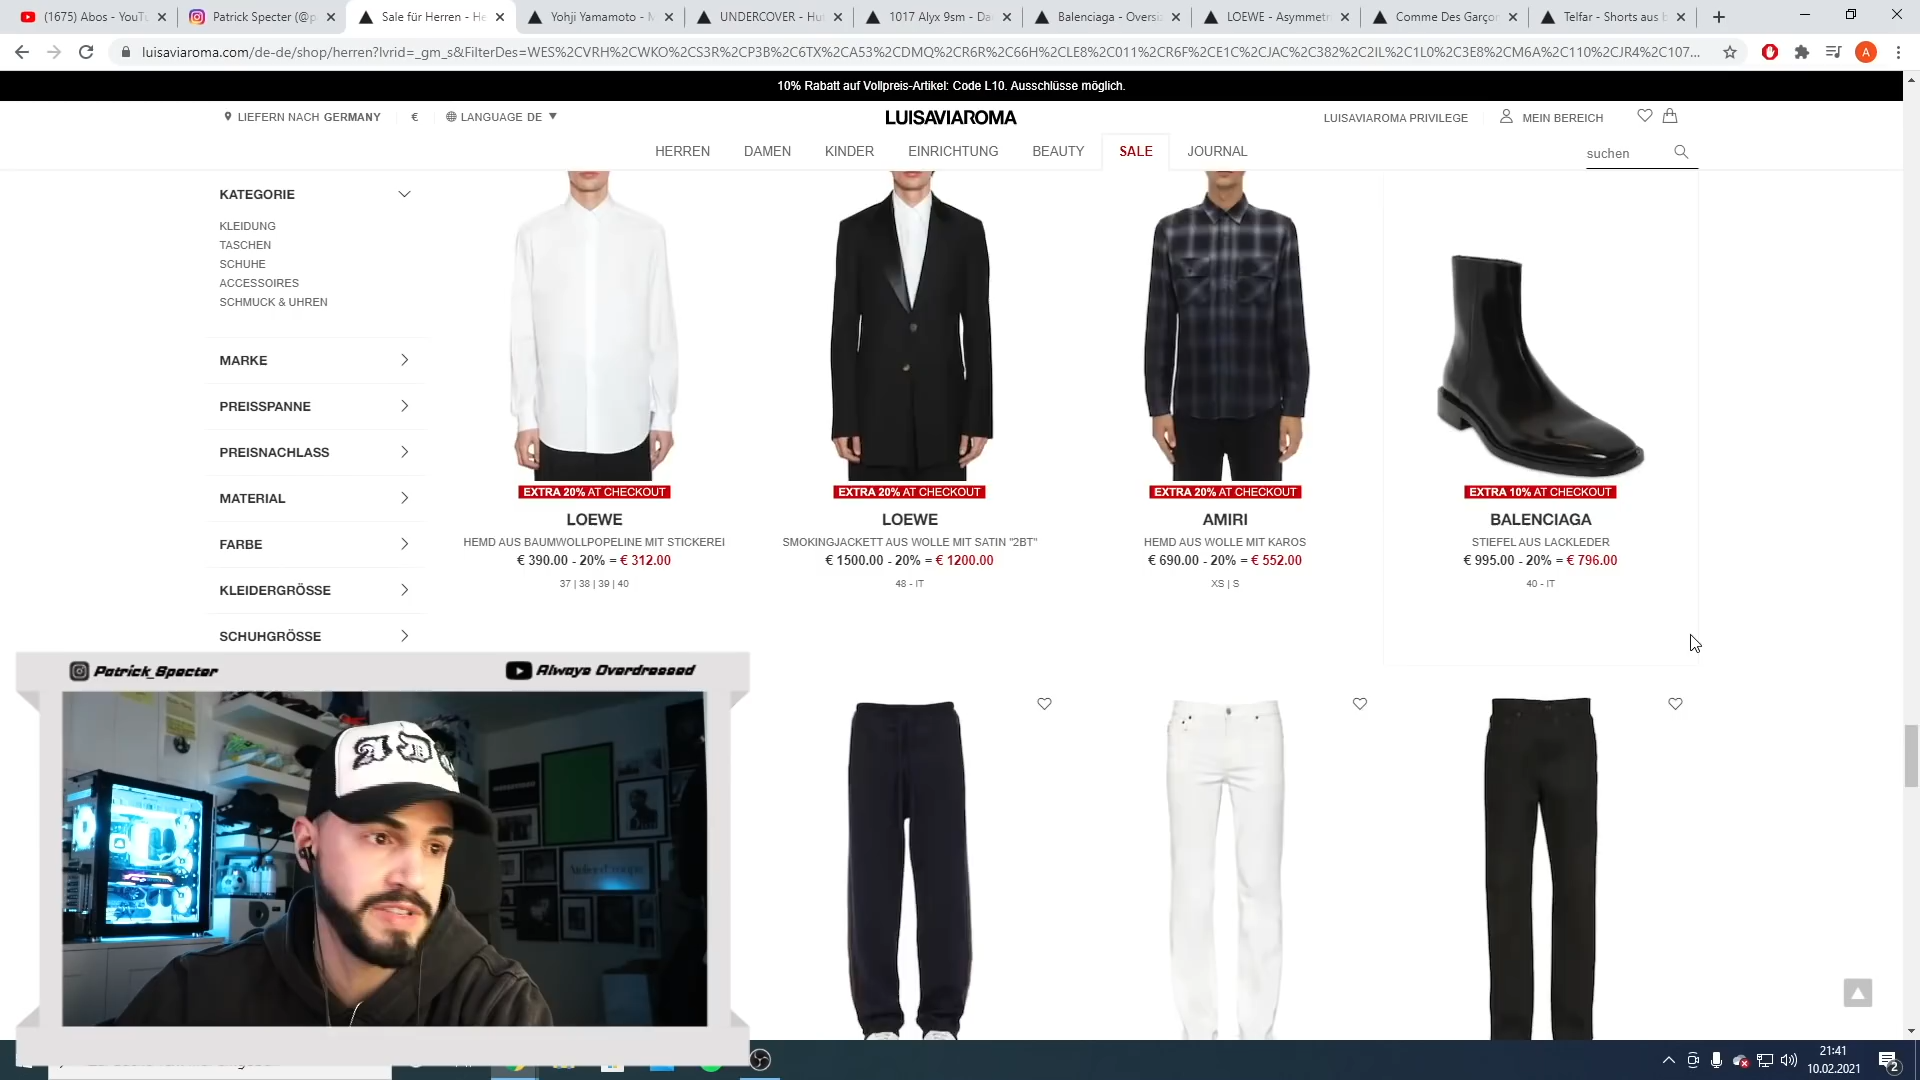 (1675) Abos - YouTu
Patrick Specter (@p
Sale für Herren - He
Yohji Yamamoto - M
UNDERCOVER - Hu
1017 Alyx 9sm - Da
Balenciaga - Oversi
LOEWE - Asymmetr
Comme Des Garçon
Telfar - Shorts aus b
luisaviaroma.com/de-de/shop/herren?lvrid=_gm_s&FilterDes=WES%2CVRH%2CWKO%2CS3R%2CP3B%2C6TX%2CA53%2CDMQ%2CR6R%2C66H%2CLE8%2C011%2CR6F%2CE1C%2CJAC%2C382%2C2IL%2C1L0%2C3E8%2CM6A%2C110%2CJR4%2C107...
A
10% Rabatt auf Vollpreis-Artikel: Code L10. Ausschlüsse möglich.
LIEFERN NACH GERMANY € LANGUAGE DE
LUISAVIAROMA
LUISAVIAROMA PRIVILEGE MEIN BEREICH
HERREN DAMEN KINDER EINRICHTUNG BEAUTY SALE JOURNAL
suchen
KATEGORIE
KLEIDUNG
TASCHEN
SCHUHE
ACCESSOIRES
SCHMUCK & UHREN
MARKE
PREISSPANNE
PREISNACHLASS
MATERIAL
FARBE
KLEIDERGRÖSSE
SCHUHGRÖSSE
EXTRA 20% AT CHECKOUT
LOEWE
HEMD AUS BAUMWOLLPOPELINE MIT STICKEREI
€ 390.00 - 20% = € 312.00
37 | 38 | 39 | 40
EXTRA 20% AT CHECKOUT
LOEWE
SMOKINGJACKETT AUS WOLLE MIT SATIN "2BT"
€ 1500.00 - 20% = € 1200.00
48 - IT
EXTRA 20% AT CHECKOUT
AMIRI
HEMD AUS WOLLE MIT KAROS
€ 690.00 - 20% = € 552.00
XS | S
EXTRA 10% AT CHECKOUT
BALENCIAGA
STIEFEL AUS LACKLEDER
€ 995.00 - 20% = € 796.00
40 - IT
Patrick_Specter
Always Overdressed
21:41
10.02.2021
2